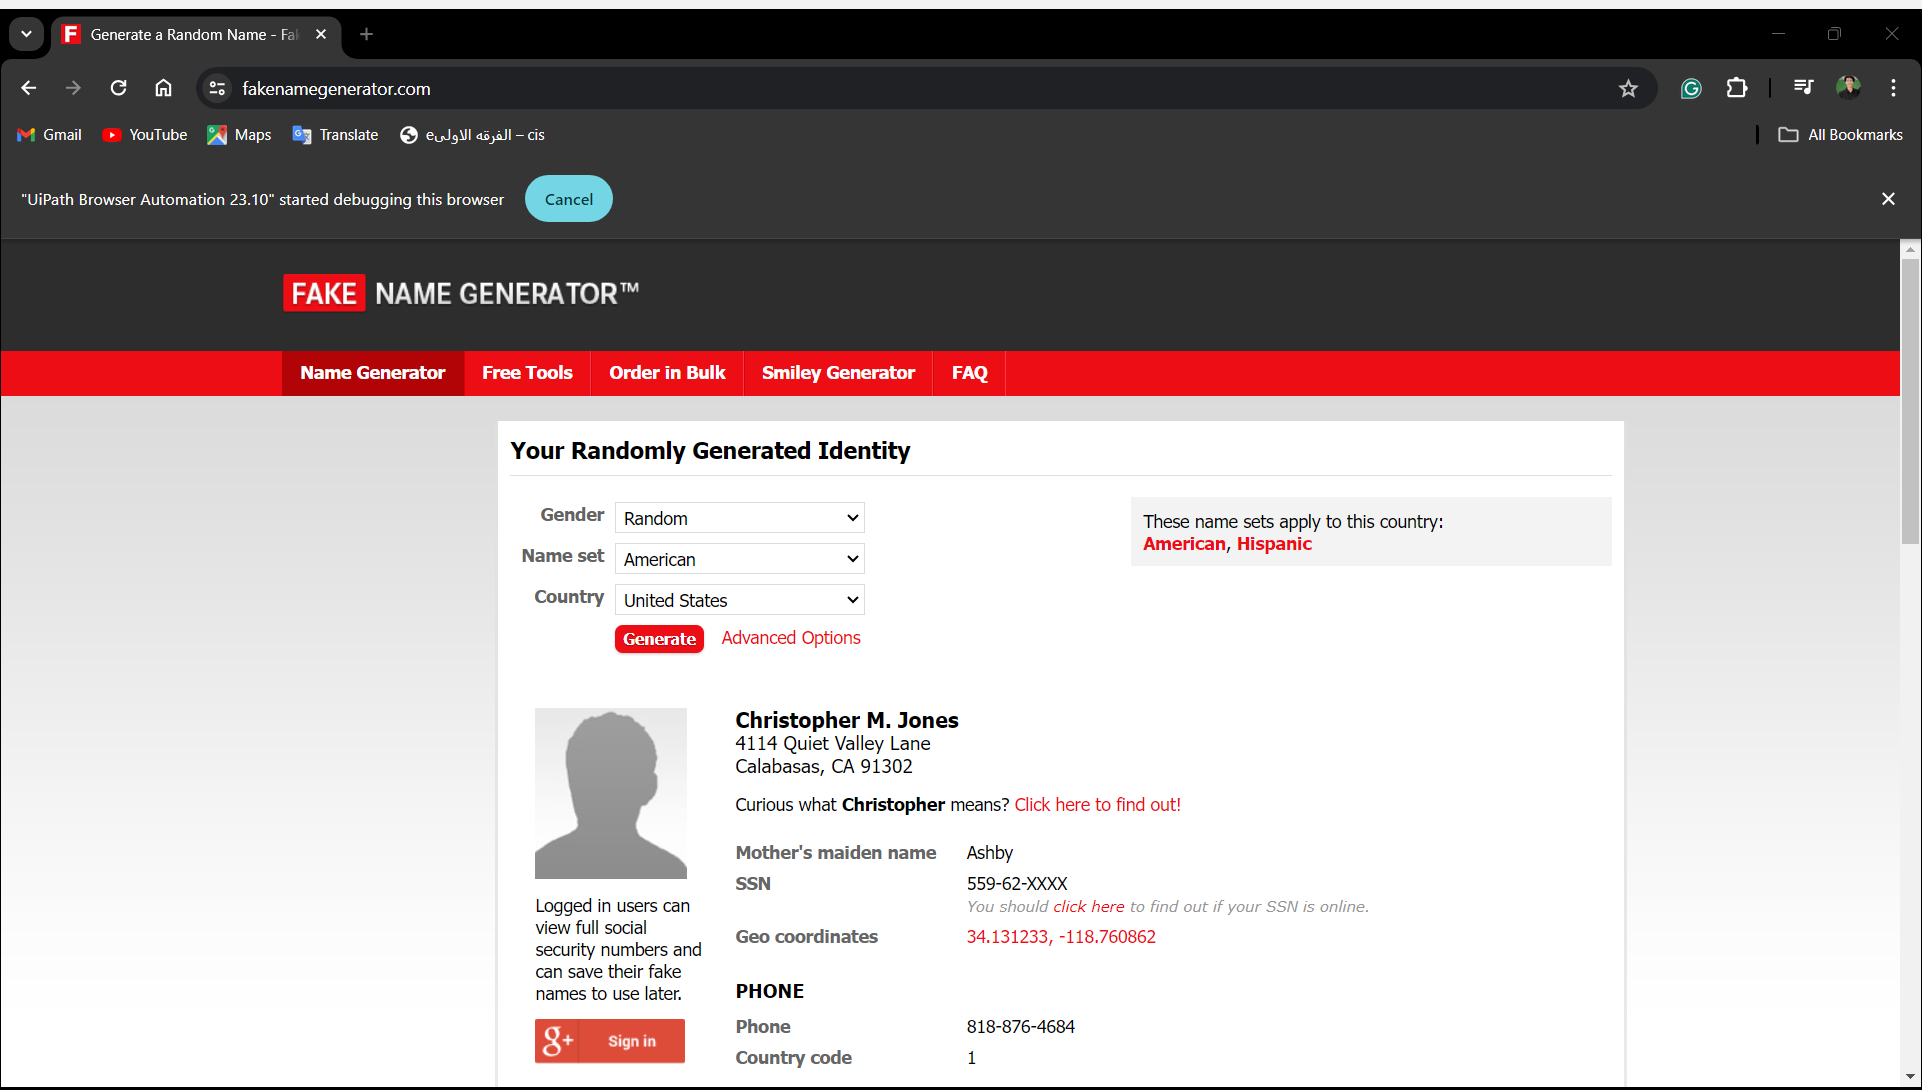 Generate a Random Name - Fa
fakenamegenerator.com
Gmail
YouTube
Maps
Translate
الفرقه الاولىe – cis
All Bookmarks
"UiPath Browser Automation 23.10" started debugging this browser
Cancel
FAKE NAME GENERATOR™
Name Generator
Free Tools
Order in Bulk
Smiley Generator
FAQ
Your Randomly Generated Identity
Gender
Random
Name set
American
Country
United States
Generate
Advanced Options
These name sets apply to this country:
American, Hispanic
Logged in users can
view full social
security numbers and
can save their fake
names to use later.
g+ Sign in
Christopher M. Jones
4114 Quiet Valley Lane
Calabasas, CA 91302
Curious what Christopher means? Click here to find out!
Mother's maiden name Ashby
SSN 559-62-XXXX
You should click here to find out if your SSN is online.
Geo coordinates 34.131233, -118.760862
PHONE
Phone 818-876-4684
Country code 1